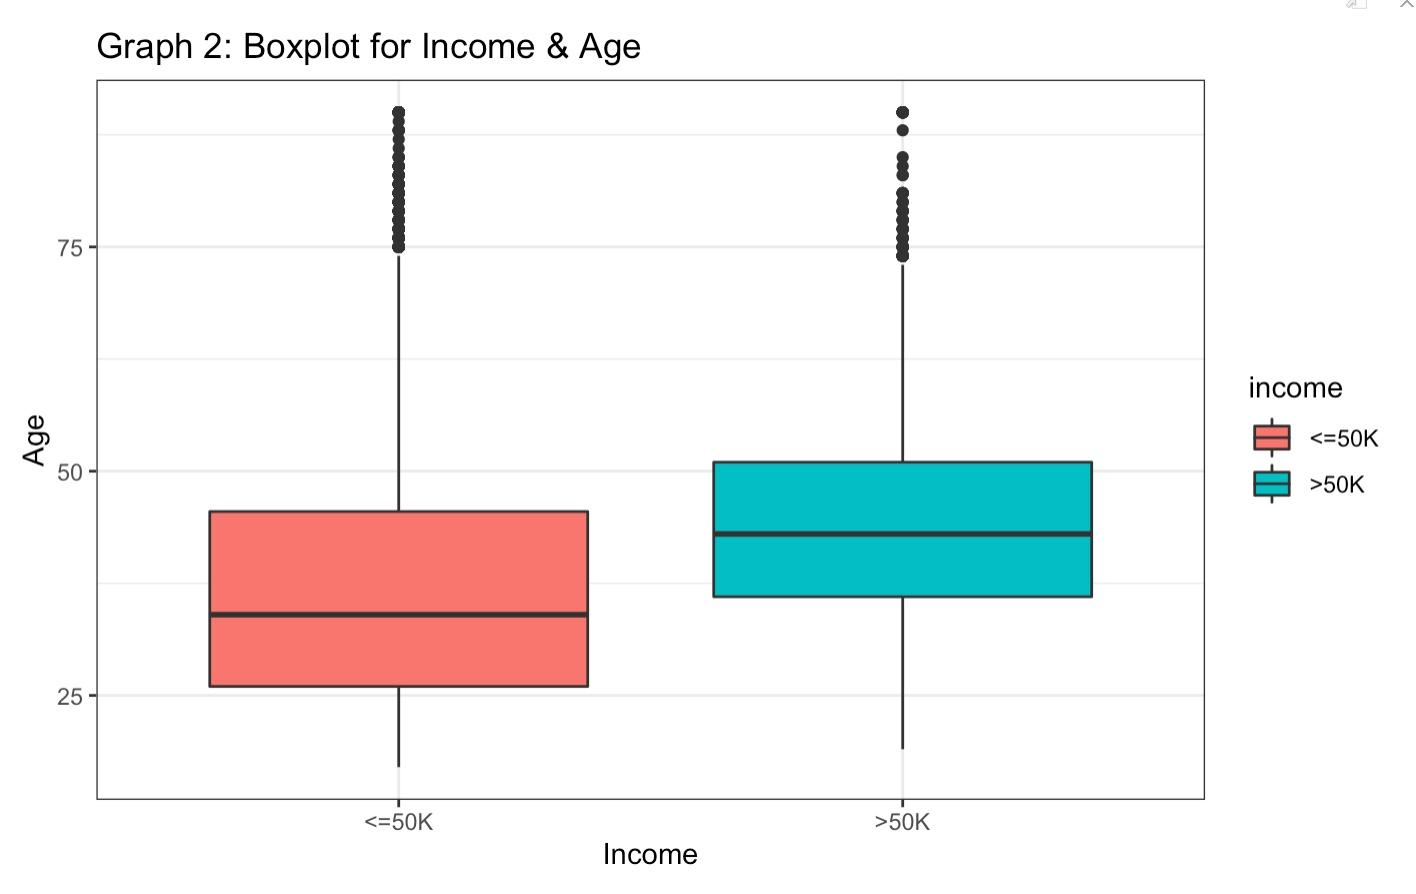 Graph 2: Boxplot for Income & Age
75
50
25
Age
<=50K
>50K
Income
income
<=50K
>50K